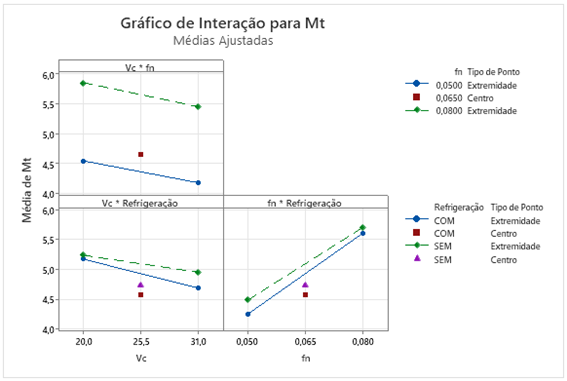 Gráfico de Interação para Mt
Médias Ajustadas
Vc * fn
6,0
5,5
5,0
4,5
4,0
Média de Mt
Vc * Refrigeração
fn * Refrigeração
6,0
5,5
5,0
4,5
4,0
20,0 25,5 31,0
0,050 0,065 0,080
Vc
fn
fn Tipo de Ponto
0,0500 Extremidade
0,0650 Centro
0,0800 Extremidade
Refrigeração Tipo de Ponto
COM Extremidade
COM Centro
SEM Extremidade
SEM Centro